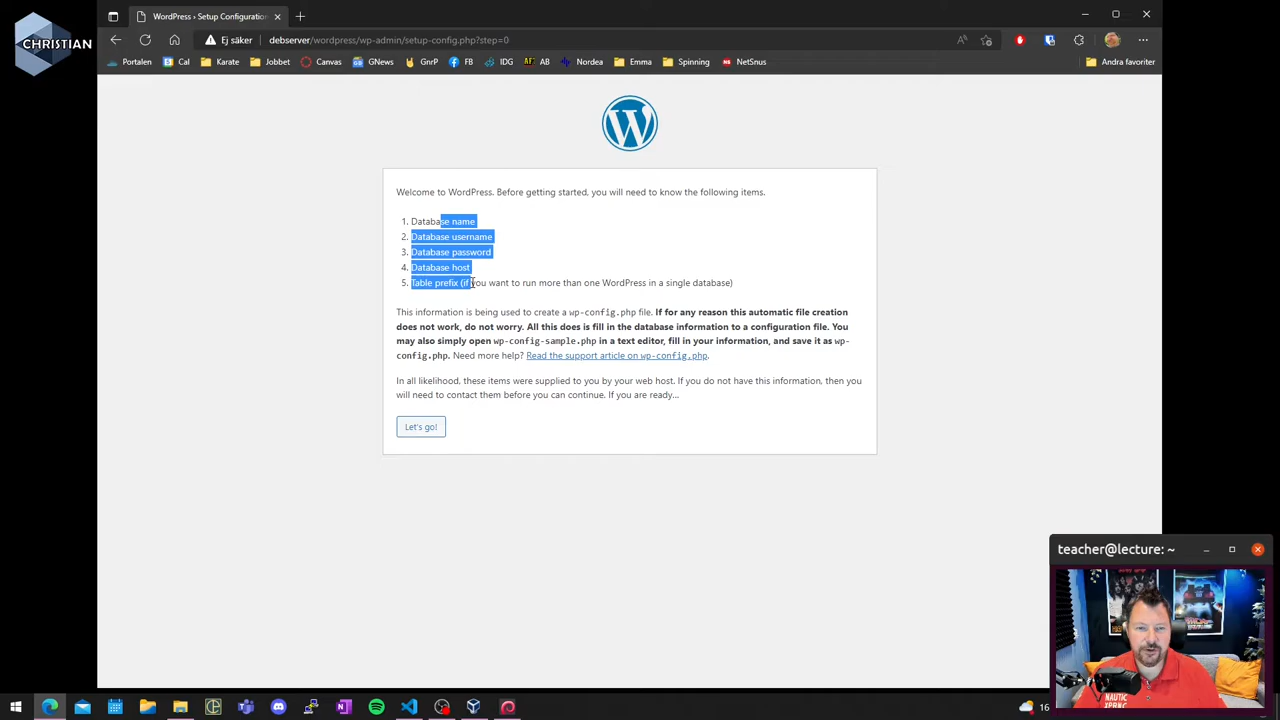 CHRISTIAN
WordPress › Setup Configuration
Ej säker
debserver/wordpress/wp-admin/setup-config.php?step=0
Portalen
Cal
Karate
Jobbet
Canvas
GNews
GnrP
FB
IDG
AB
Nordea
Emma
Spinning
NetSnus
Andra favoriter
Welcome to WordPress. Before getting started, you will need to know the following items.
1. Database name
2. Database username
3. Database password
4. Database host
5. Table prefix (if you want to run more than one WordPress in a single database)
This information is being used to create a wp-config.php file. If for any reason this automatic file creation
does not work, do not worry. All this does is fill in the database information to a configuration file. You
may also simply open wp-config-sample.php in a text editor, fill in your information, and save it as wp-
config.php. Need more help? Read the support article on wp-config.php.
In all likelihood, these items were supplied to you by your web host. If you do not have this information, then you
will need to contact them before you can continue. If you are ready…
Let's go!
teacher@lecture: ~
NAUTIC
16